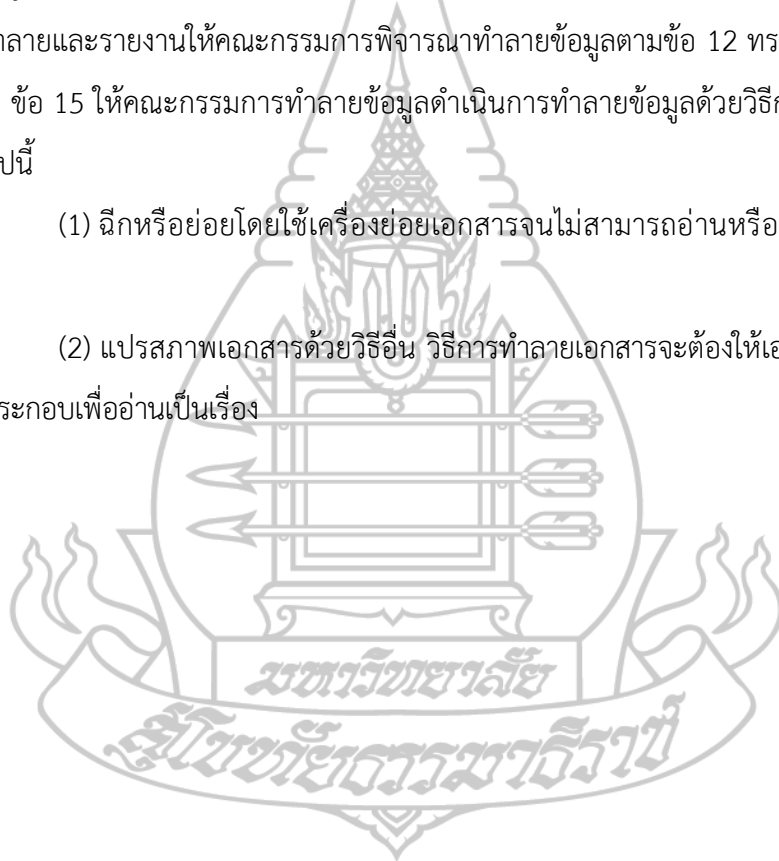 ำลายและรายงานให้คณะกรรมการพิจารณาทำลายข้อมูลตามข้อ 12 ทร
ข้อ 15 ให้คณะกรรมการทำลายข้อมูลดำเนินการทำลายข้อมูลด้วยวิธีก
ปนี้
(1) ฉีกหรือย่อยโดยใช้เครื่องย่อยเอกสารจนไม่สามารถอ่านหรือ
(2) แปรสภาพเอกสารด้วยวิธีอื่น วิธีการทำลายเอกสารจะต้องให้เอ
ระกอบเพื่ออ่านเป็นเรื่อง
มหาวิทยาลัย
สุโขทัยธรรมาธิราช